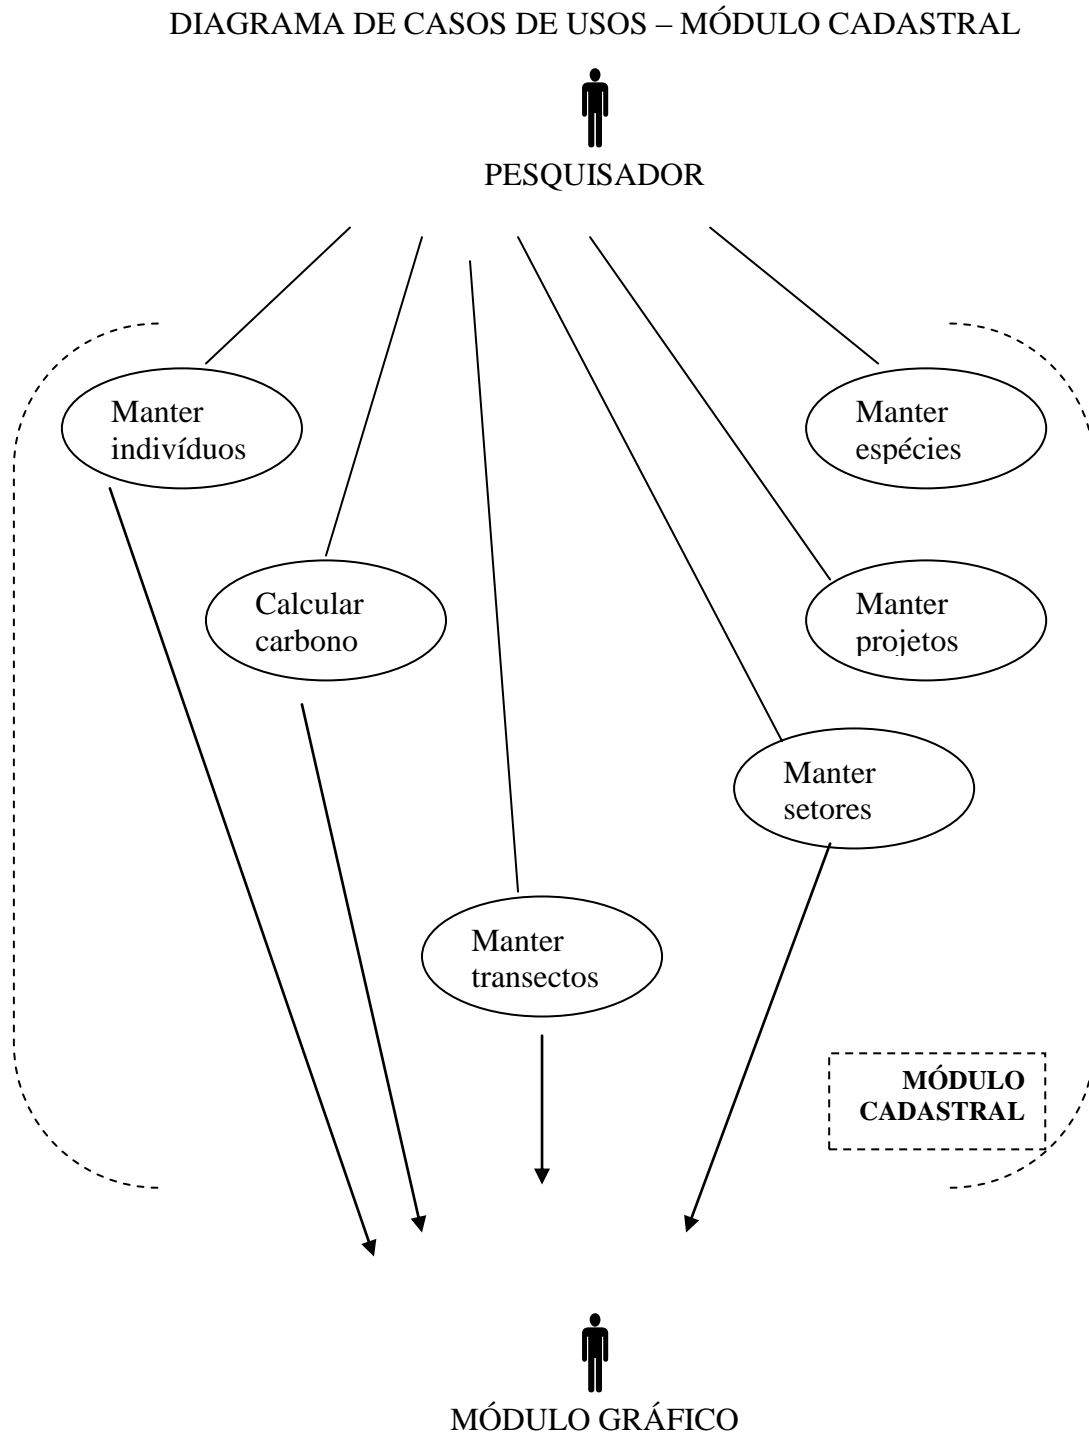 DIAGRAMA DE CASOS DE USOS – MÓDULO CADASTRAL
PESQUISADOR
Manter
indivíduos
Manter
espécies
Calcular
carbono
Manter
projetos
Manter
setores
Manter
transectos
MÓDULO
CADASTRAL
MÓDULO GRÁFICO